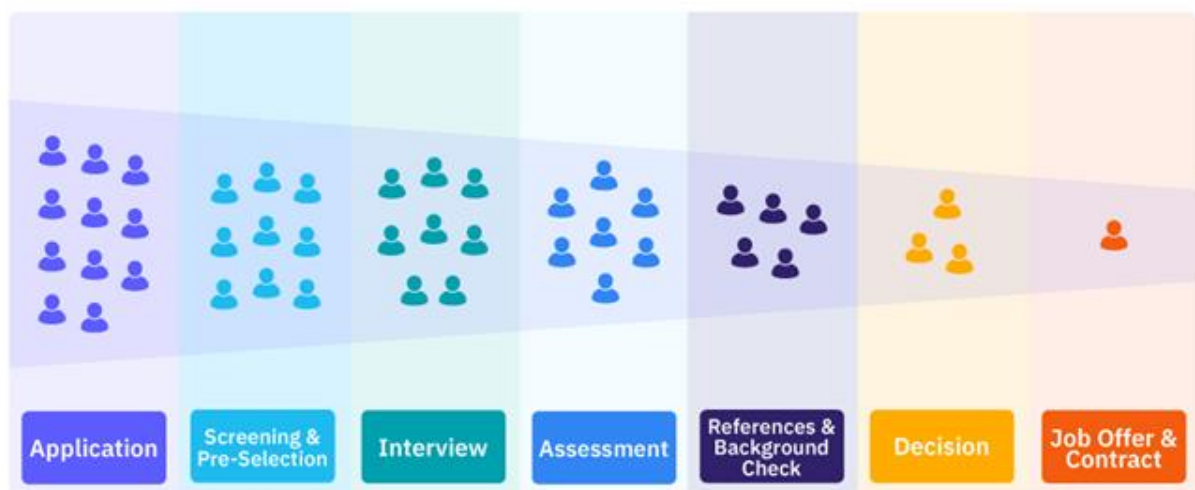 Application
Screening &
Pre-Selection
Interview
Assessment
References &
Background
Check
Decision
Job Offer &
Contract